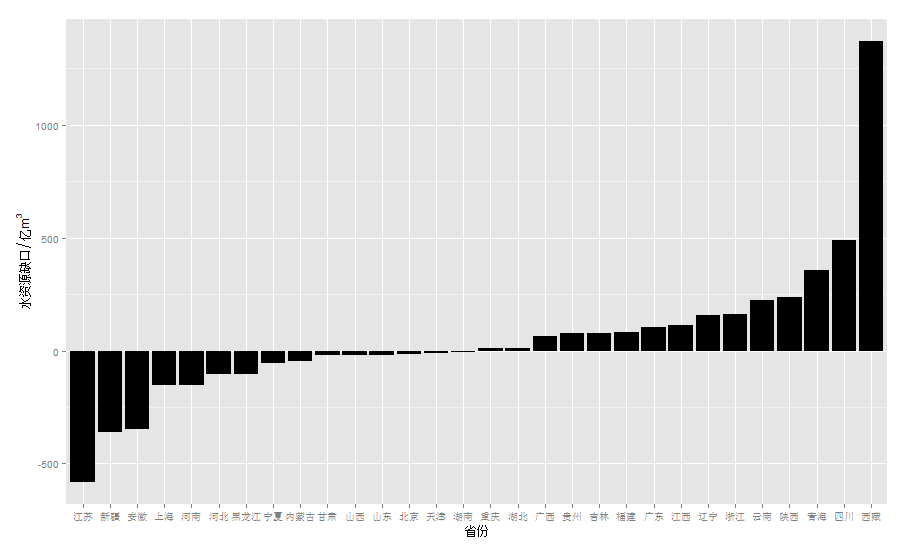 1000
500
0
-500
水资源缺口/亿m³
江苏 新疆 安徽 上海 河南 河北 黑龙江 宁夏 内蒙古 甘肃 山西 山东 北京 天津 湖南 重庆 湖北 广西 贵州 吉林 福建 广东 江西 辽宁 浙江 云南 陕西 青海 四川 西藏
省份